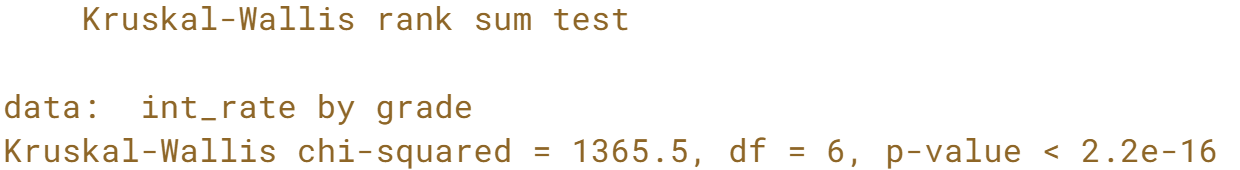 Kruskal-Wallis rank sum test
data:  int_rate by grade
Kruskal-Wallis chi-squared = 1365.5, df = 6, p-value < 2.2e-16